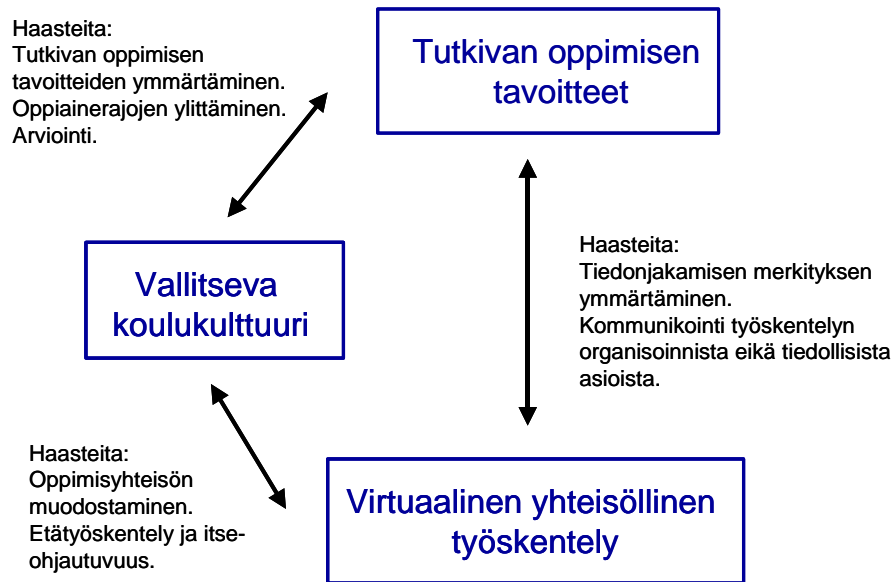 Haasteita:
Tutkivan oppimisen
tavoitteiden ymmärtäminen.
Oppiainerajojen ylittäminen.
Arviointi.
Tutkivan oppimisen
tavoitteet
Vallitseva
koulukulttuuri
Haasteita:
Tiedonjakamisen merkityksen
ymmärtäminen.
Kommunikointi työskentelyn
organisoinnista eikä tiedollisista
asioista.
Haasteita:
Oppimisyhteisön
muodostaminen.
Etätyöskentely ja itse-
ohjautuvuus.
Virtuaalinen yhteisöllinen
työskentely